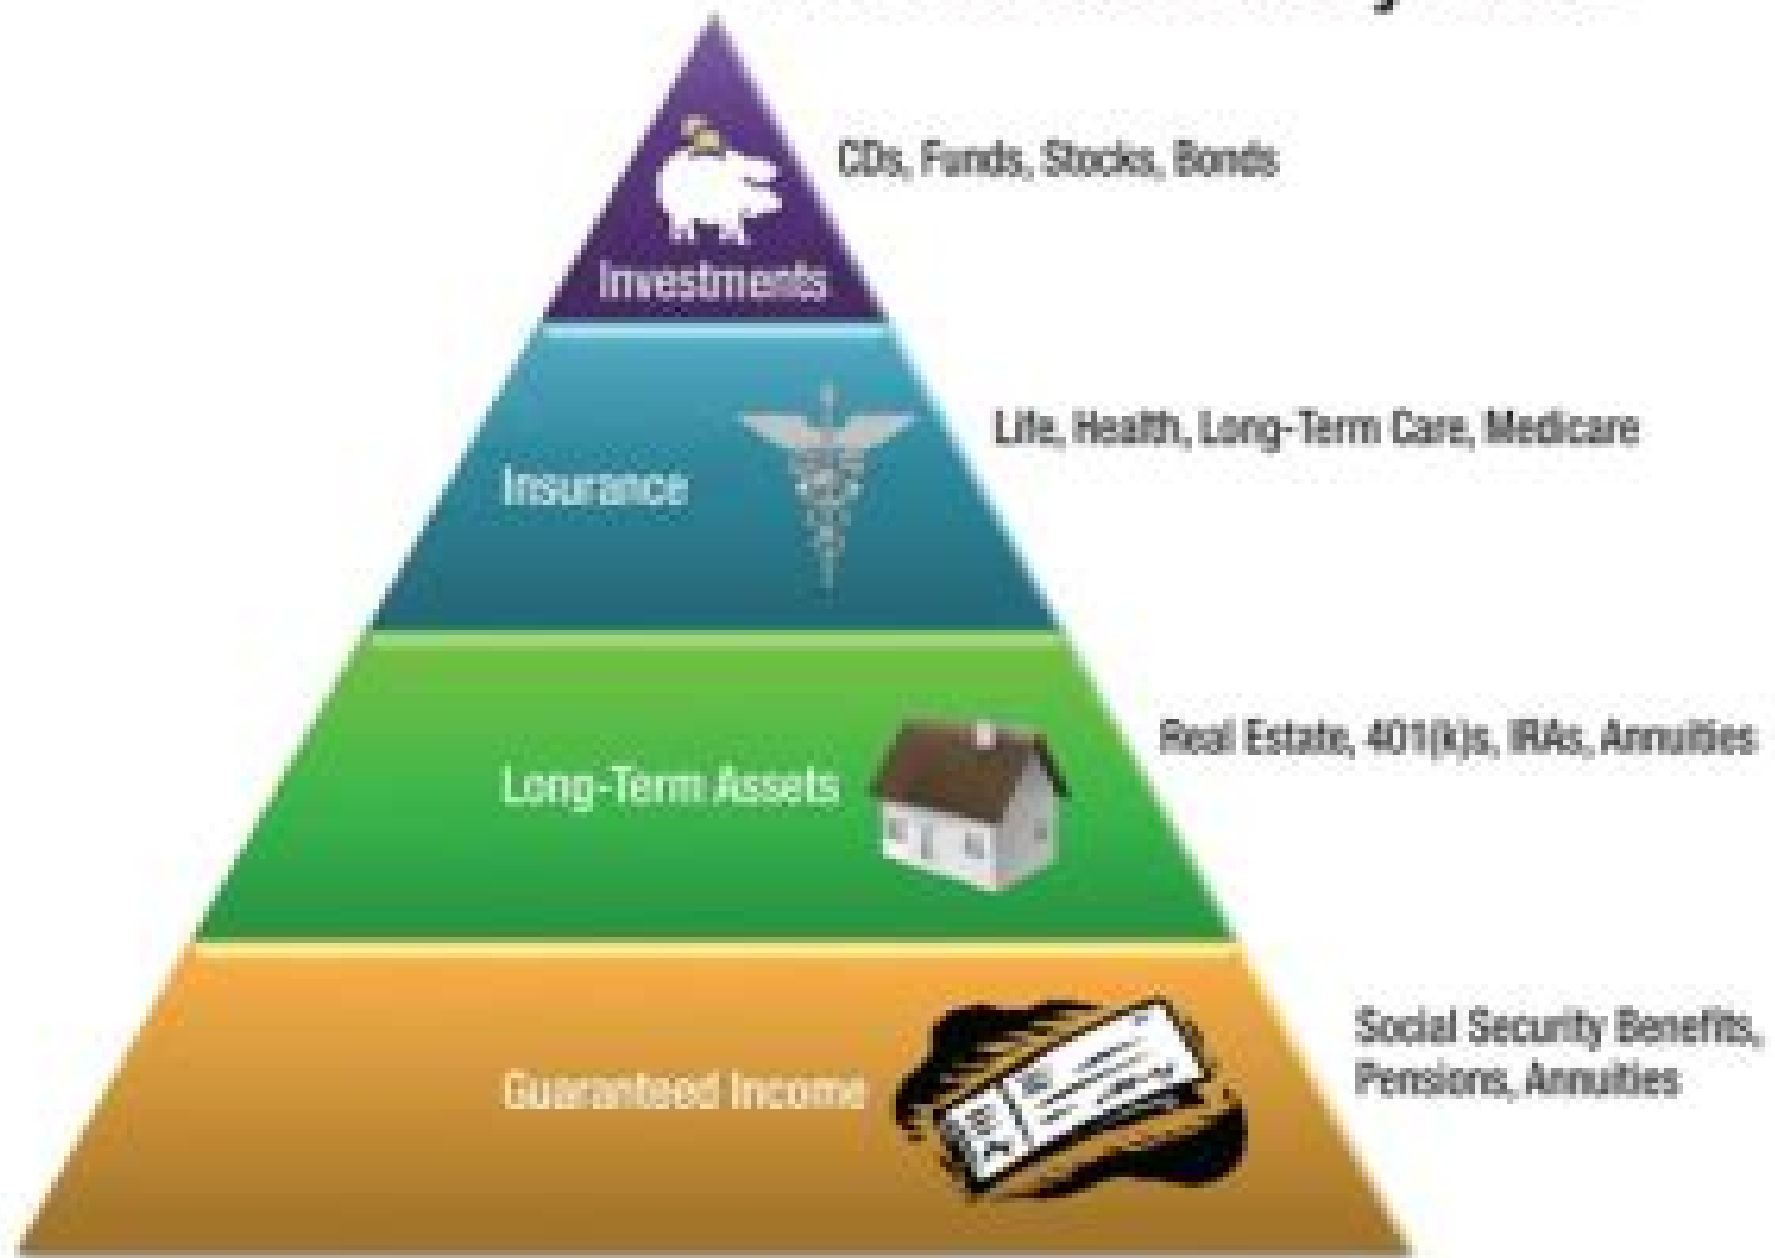 CDs, Funds, Stocks, Bonds
Investments
Life, Health, Long-Term Care, Medicare
Insurance
Real Estate, 401(k)s, IRAs, Annuities
Long-Term Assets
Social Security Benefits,
Pensions, Annuities
Guaranteed Income